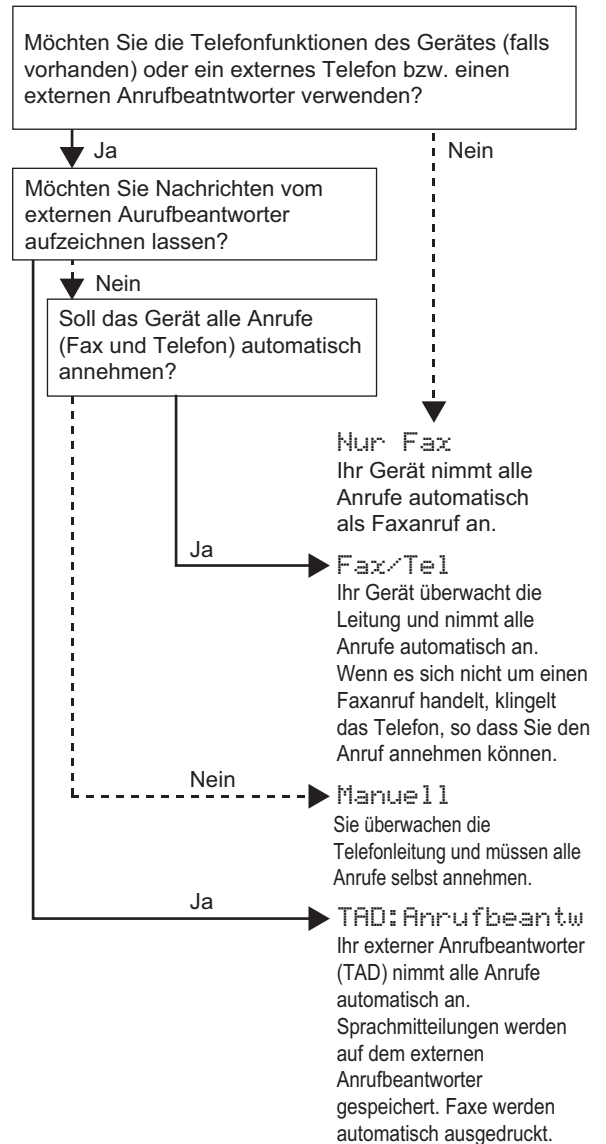 Möchten Sie die Telefonfunktionen des Gerätes (falls
vorhanden) oder ein externes Telefon bzw. einen
externen Anrufbeatntworter verwenden?
Ja
Nein
Möchten Sie Nachrichten vom
externen Aurufbeantworter
aufzeichnen lassen?
Nein
Soll das Gerät alle Anrufe
(Fax und Telefon) automatisch
annehmen?
Nur Fax
Ihr Gerät nimmt alle
Anrufe automatisch
als Faxanruf an.
Ja
Fax/Tel
Ihr Gerät überwacht die
Leitung und nimmt alle
Anrufe automatisch an.
Wenn es sich nicht um einen
Faxanruf handelt, klingelt
das Telefon, so dass Sie den
Anruf annehmen können.
Nein
Manuell
Sie überwachen die
Telefonleitung und müssen alle
Anrufe selbst annehmen.
Ja
TAD:Anrufbeantw
Ihr externer Anrufbeantworter
(TAD) nimmt alle Anrufe
automatisch an.
Sprachmitteilungen werden
auf dem externen
Anrufbeantworter
gespeichert. Faxe werden
automatisch ausgedruckt.